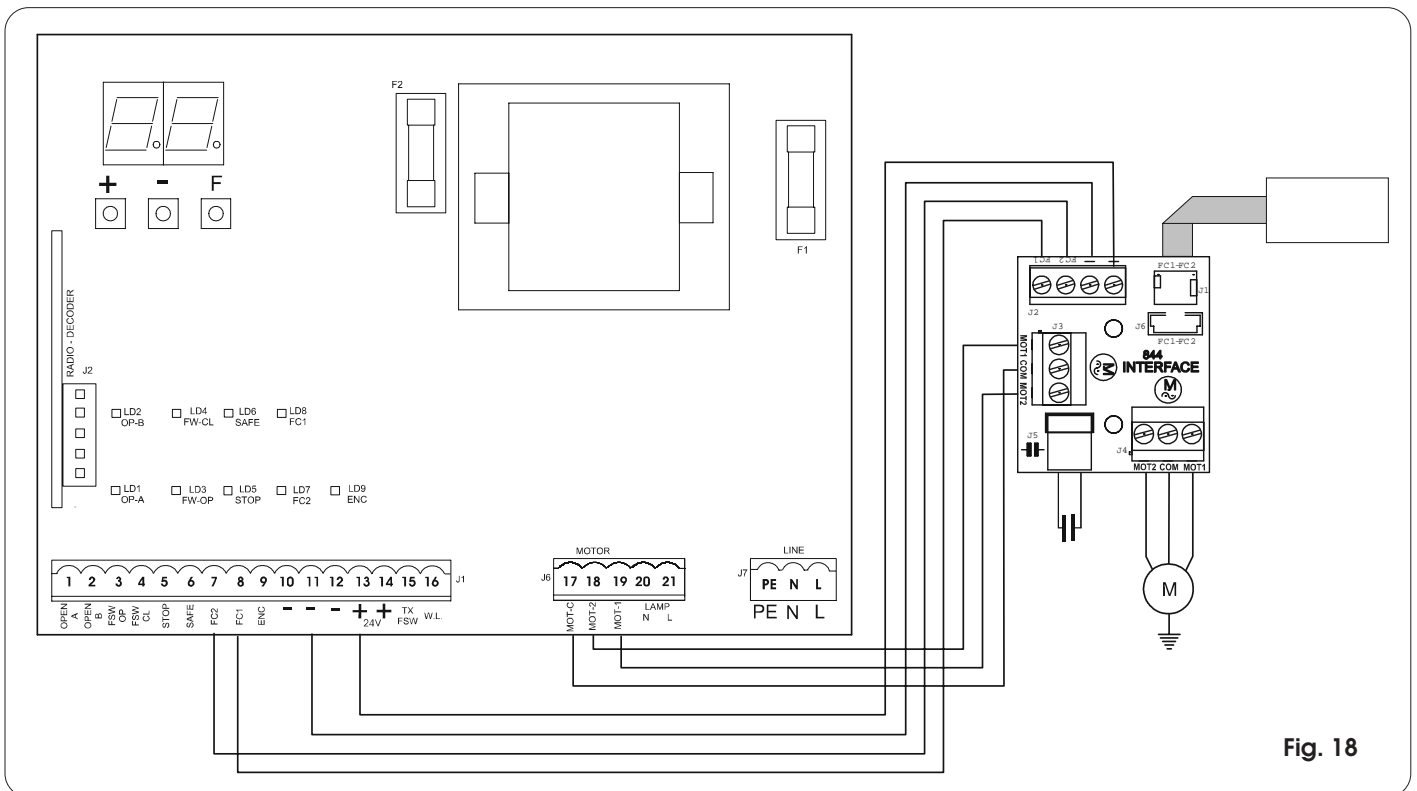 F2
F1
+ - F
RADIO - DECODER
J2
LD2
OP-B
LD4
FW-CL
LD6
SAFE
LD8
FC1
LD1
OP-A
LD3
FW-OP
LD5
STOP
LD7
FC2
LD9
ENC
1 2 3 4 5 6 7 8 9 10 11 12 13 14 15 16
J1
OPEN A
OPEN B
FSW OP
FSW CL
STOP
SAFE
FC2
FC1
ENC
- - -
+ +
24V
TX FSW
W.L.
MOTOR
J6
17 18 19 20 21
MOT-C
MOT-2
MOT-1
LAMP
N L
LINE
J7
PE N L
PE N L
FC1 FC2 - +
J2
FC1-FC2
J1
J6
FC1-FC2
J3
MOT1 COM MOT2
M
844
INTERFACE
M
J5
J4
MOT2 COM MOT1
M
Fig. 18